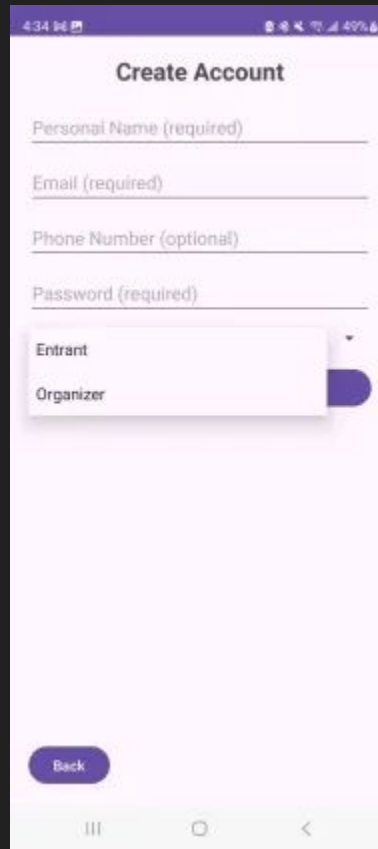 4:34
49%
Create Account
Personal Name (required)
Email (required)
Phone Number (optional)
Password (required)
Entrant
Organizer
Back